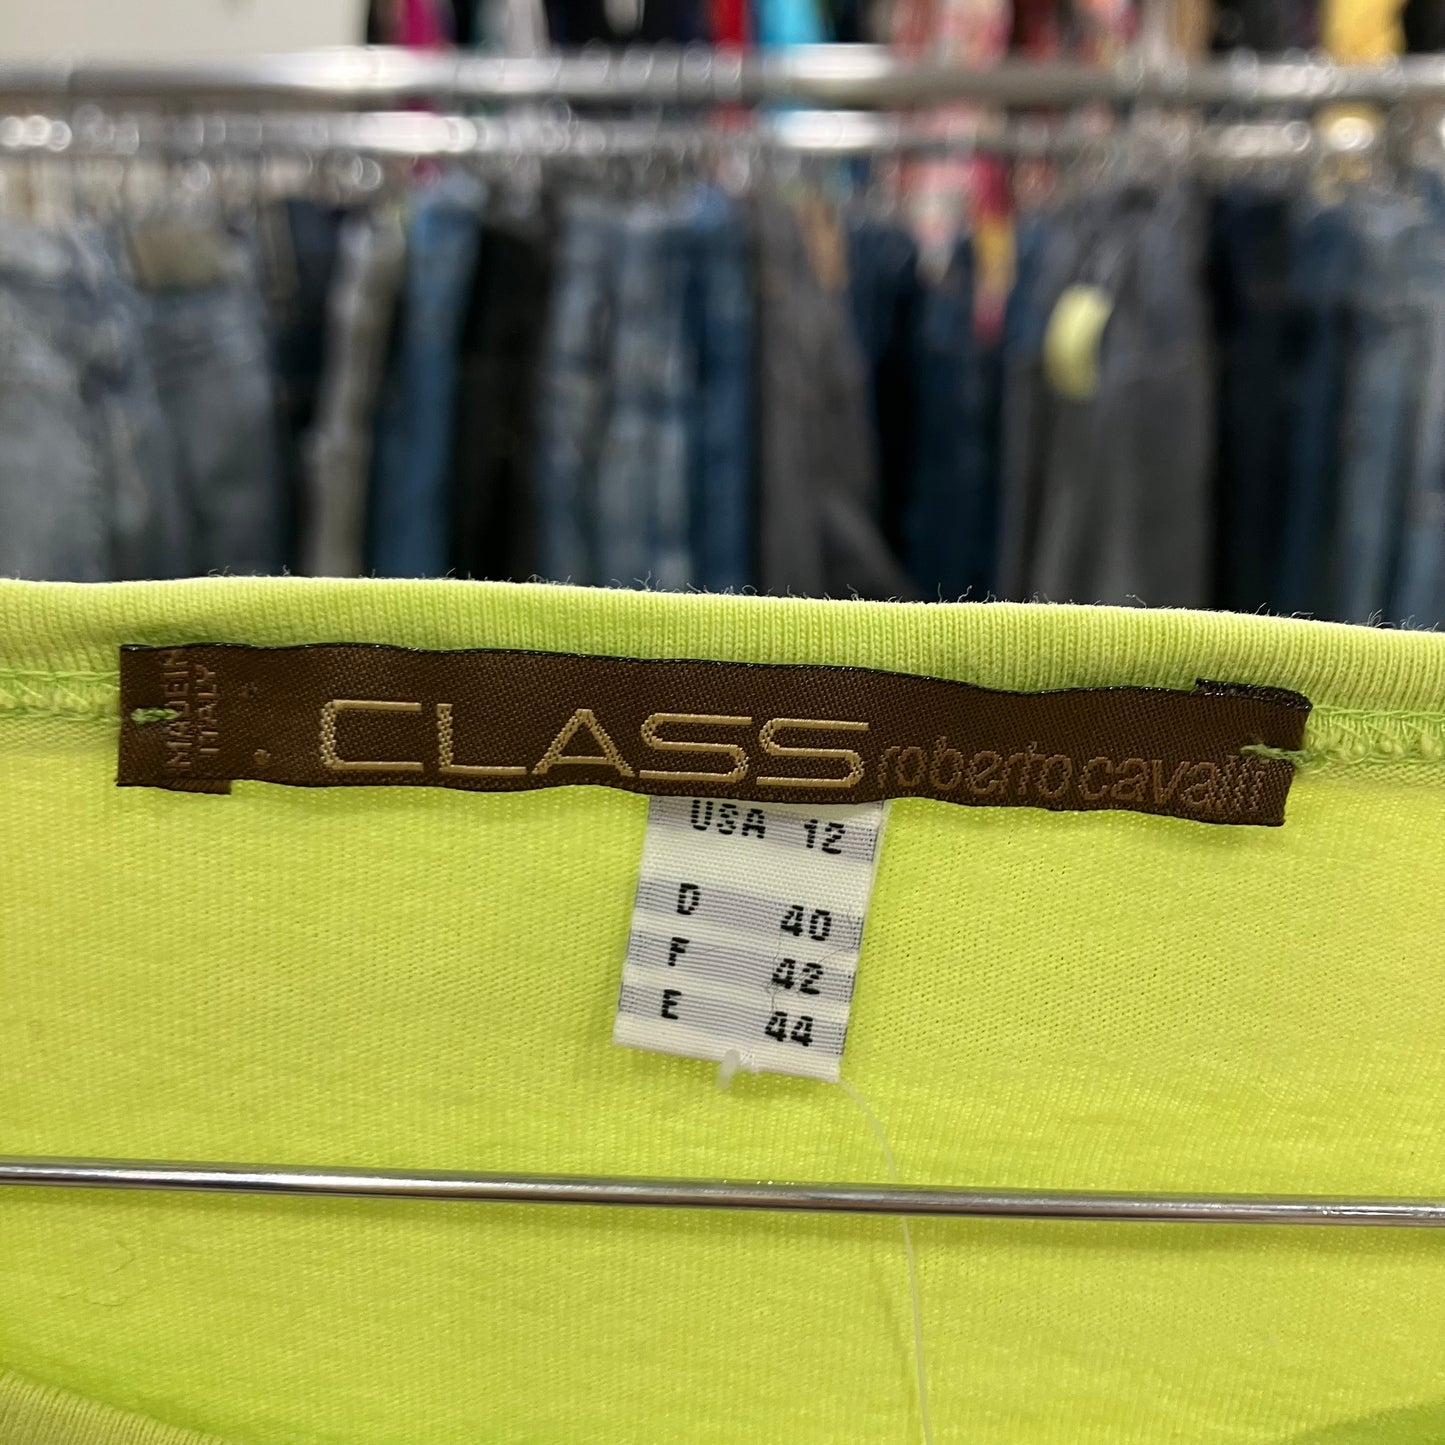 MADE IN
ITALY
CLASS roberto cavalli
USA 12
D 40
F 42
E 44